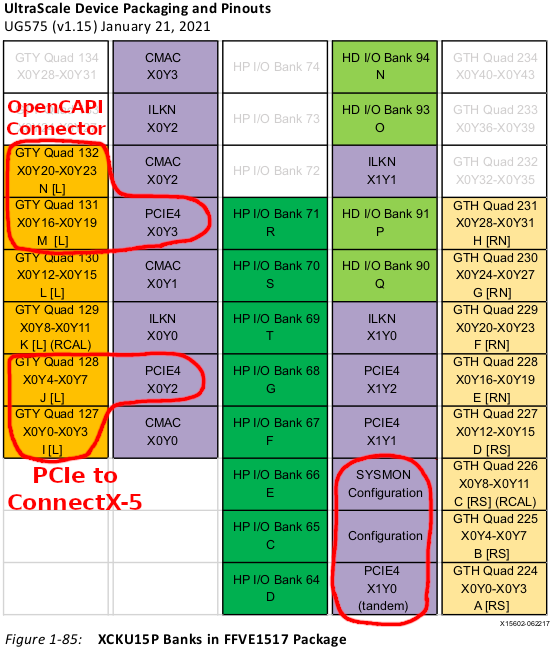 UltraScale Device Packaging and Pinouts
UG575 (v1.15) January 21, 2021
GTY Quad 134
X0Y28-X0Y31
CMAC
X0Y3
HP I/O Bank 74
HD I/O Bank 94
N
GTH Quad 234
X0Y40-X0Y43
OpenCAPI
Connector
ILKN
X0Y2
HP I/O Bank 73
HD I/O Bank 93
O
GTH Quad 233
X0Y36-X0Y39
GTY Quad 132
X0Y20-X0Y23
N [L]
CMAC
X0Y2
HP I/O Bank 72
ILKN
X1Y1
GTH Quad 232
X0Y32-X0Y35
GTY Quad 131
X0Y16-X0Y19
M [L]
PCIE4
X0Y3
HP I/O Bank 71
R
HD I/O Bank 91
P
GTH Quad 231
X0Y28-X0Y31
H [RN]
GTY Quad 130
X0Y12-X0Y15
L [L]
CMAC
X0Y1
HP I/O Bank 70
S
HD I/O Bank 90
Q
GTH Quad 230
X0Y24-X0Y27
G [RN]
GTY Quad 129
X0Y8-X0Y11
K [L] (RCAL)
ILKN
X0Y0
HP I/O Bank 69
T
ILKN
X1Y0
GTH Quad 229
X0Y20-X0Y23
F [RN]
GTY Quad 128
X0Y4-X0Y7
J [L]
PCIE4
X0Y2
HP I/O Bank 68
G
PCIE4
X1Y2
GTH Quad 228
X0Y16-X0Y19
E [RN]
GTY Quad 127
X0Y0-X0Y3
I [L]
CMAC
X0Y0
HP I/O Bank 67
F
PCIE4
X1Y1
GTH Quad 227
X0Y12-X0Y15
D [RS]
PCIe to
ConnectX-5
HP I/O Bank 66
E
SYSMON
Configuration
GTH Quad 226
X0Y8-X0Y11
C [RS] (RCAL)
HP I/O Bank 65
C
Configuration
GTH Quad 225
X0Y4-X0Y7
B [RS]
HP I/O Bank 64
D
PCIE4
X1Y0
(tandem)
GTH Quad 224
X0Y0-X0Y3
A [RS]
X15602-062217
Figure 1-85: XCKU15P Banks in FFVE1517 Package